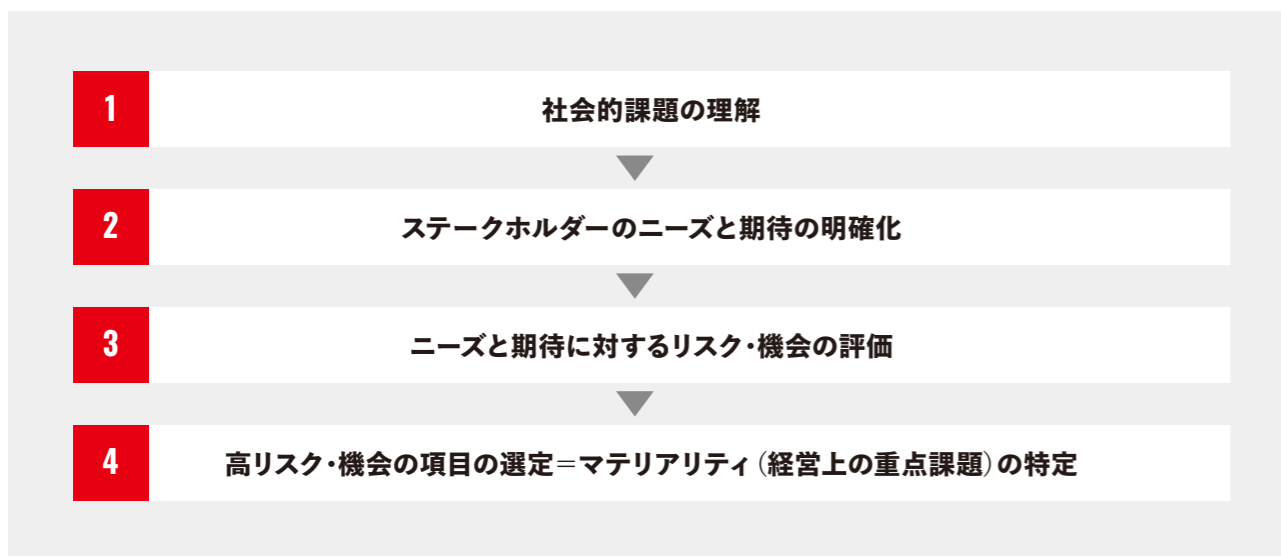 1
社会的課題の理解
2
ステークホルダーのニーズと期待の明確化
3
ニーズと期待に対するリスク・機会の評価
4
高リスク・機会の項目の選定＝マテリアリティ（経営上の重点課題）の特定